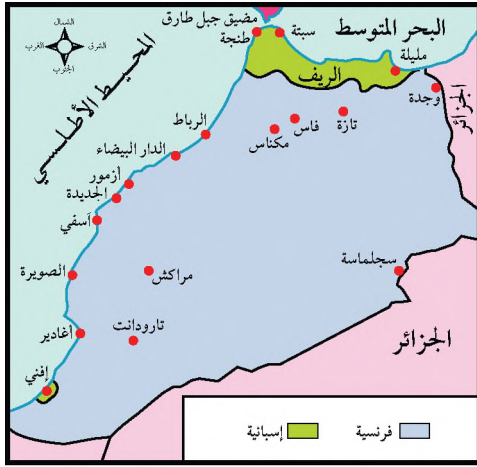 الشمال
الشرق
الغرب
الجنوب
المحيط الأطلسي
البحر المتوسط
مضيق جبل طارق
سبتة
طنجة
مليلة
الريف
وجدة
الجزائر
الرباط
تازة
فاس
مكناس
الدار البيضاء
أزمور
الجديدة
آسفي
سجلماسة
مراكش
الصويرة
تارودانت
أغادير
الجزائر
إفني
فرنسية
إسبانية